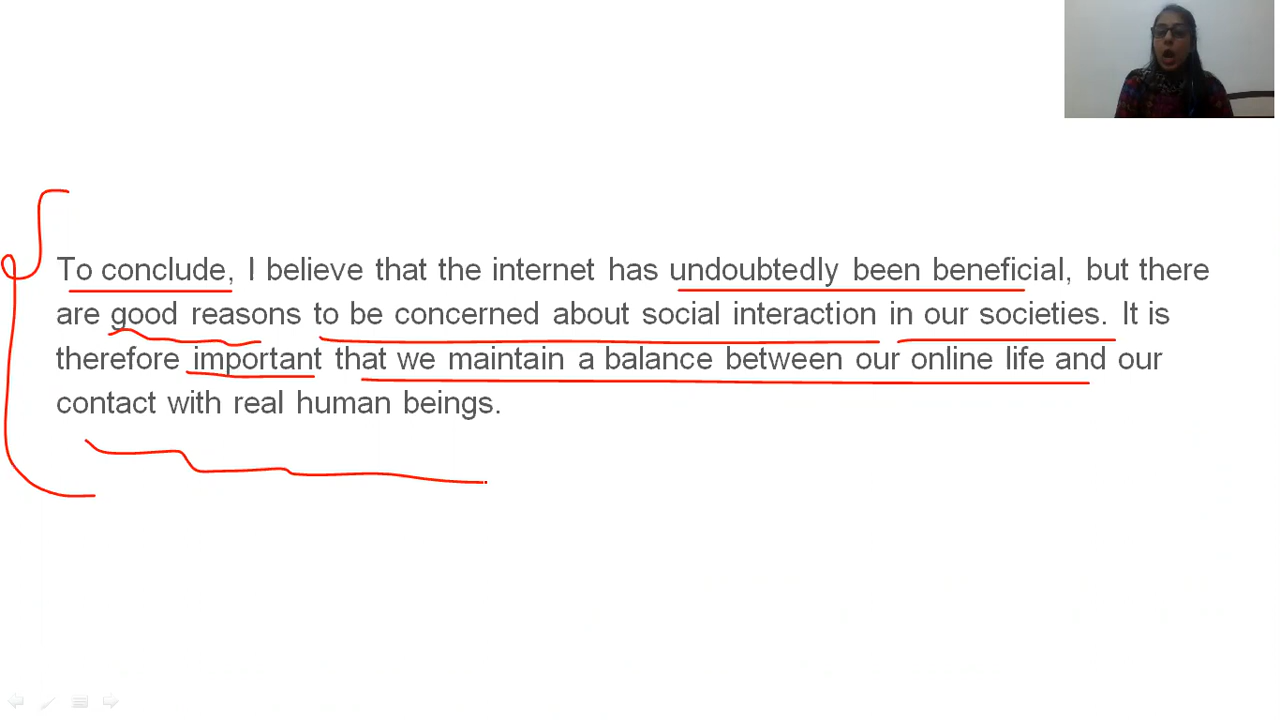 To conclude, I believe that the internet has undoubtedly been beneficial, but there
are good reasons to be concerned about social interaction in our societies. It is
therefore important that we maintain a balance between our online life and our
contact with real human beings.